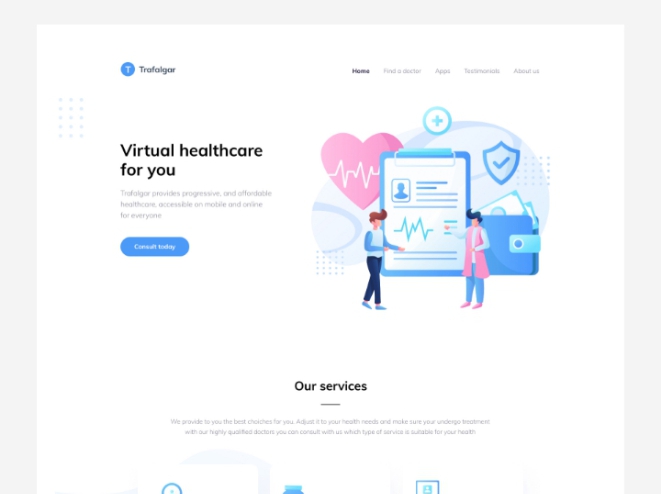 T Trafalgar
Home Find a doctor Apps Testimonials About us
Virtual healthcare
for you
Trafalgar provides progressive, and affordable
healthcare, accessible on mobile and online
for everyone
Consult today
Our services
We provide to you the best choiches for you. Adjust it to your health needs and make sure your undergo treatment
with our highly qualified doctors you can consult with us which type of service is suitable for your health